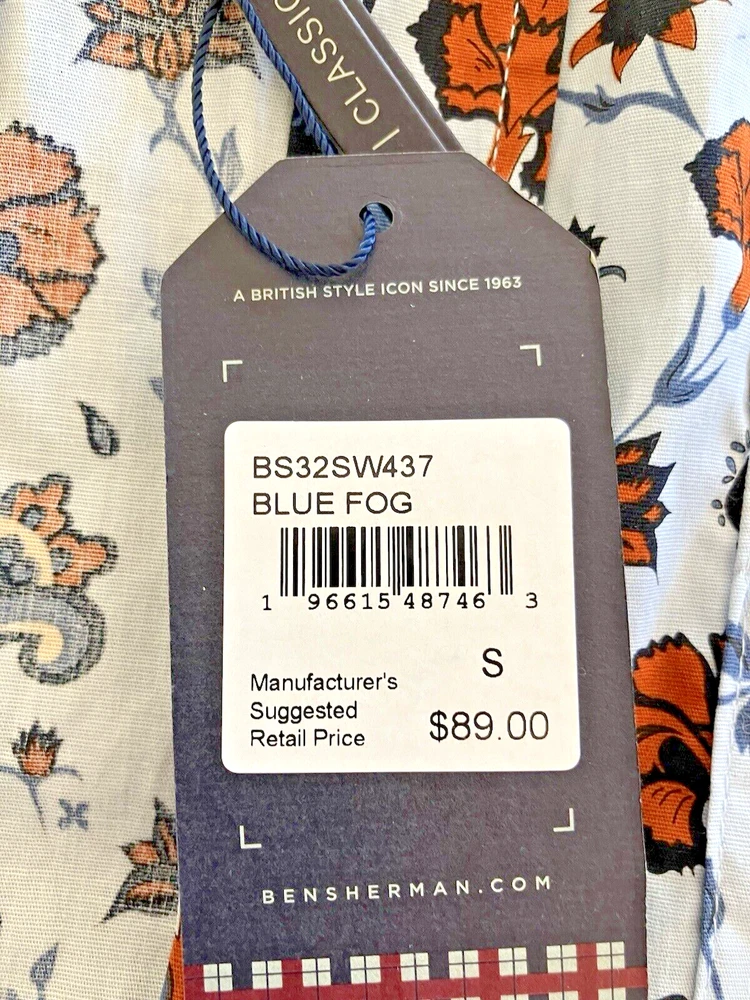 | CLASSIC
A BRITISH STYLE ICON SINCE 1963
BS32SW437
BLUE FOG
1 96615 48746 3
S
Manufacturer's
Suggested
Retail Price
$89.00
BENSHERMAN.COM